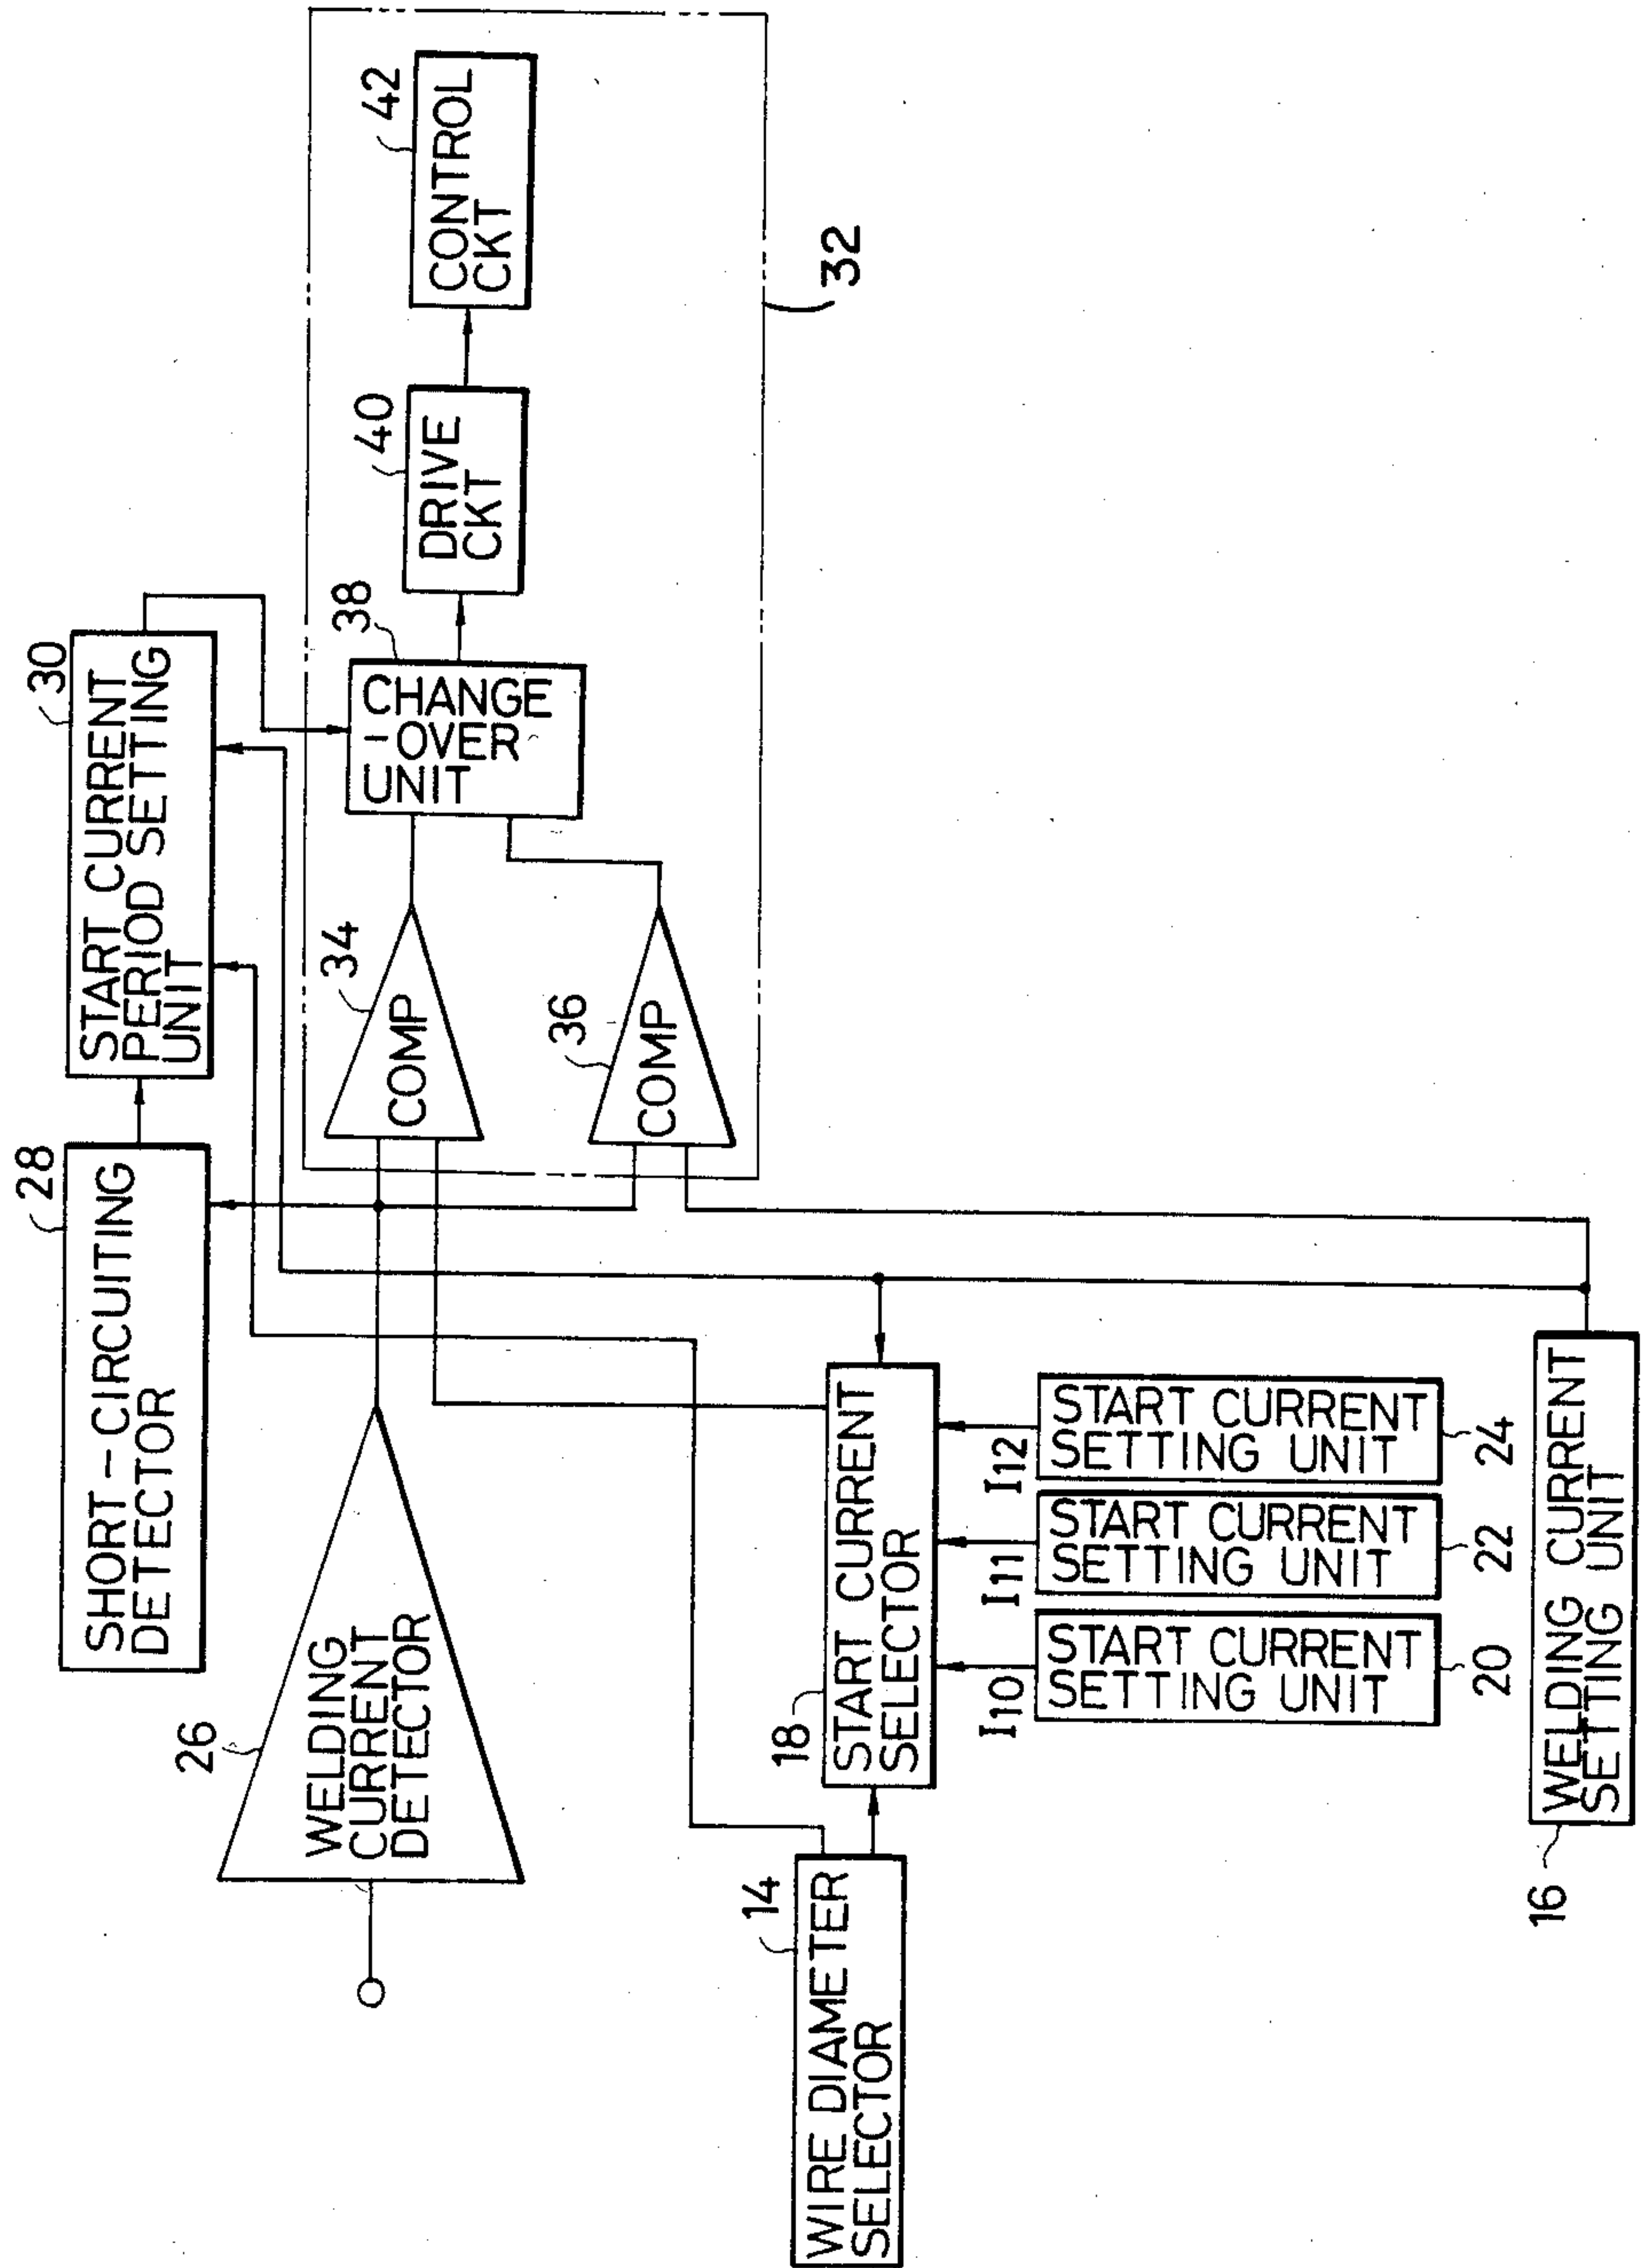 28
SHORT-CIRCUITING
DETECTOR
30
START CURRENT
PERIOD SETTING
UNIT
26
WELDING
CURRENT
DETECTOR
34
COMP
36
COMP
38
CHANGE
-OVER
UNIT
40
DRIVE
CKT
42
CONTROL
CKT
32
14
WIRE DIAMETER
SELECTOR
18
START CURRENT
SELECTOR
I10
I11
I12
START CURRENT
SETTING UNIT
20
START CURRENT
SETTING UNIT
22
START CURRENT
SETTING UNIT
24
16
WELDING CURRENT
SETTING UNIT